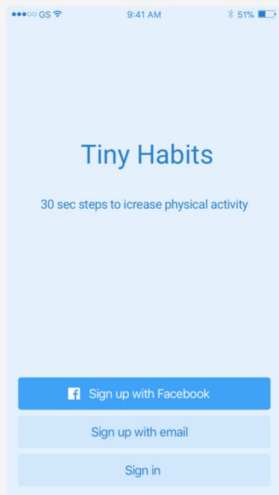 GS 9:41 AM 51%
Tiny Habits
30 sec steps to icrease physical activity
Sign up with Facebook
Sign up with email
Sign in